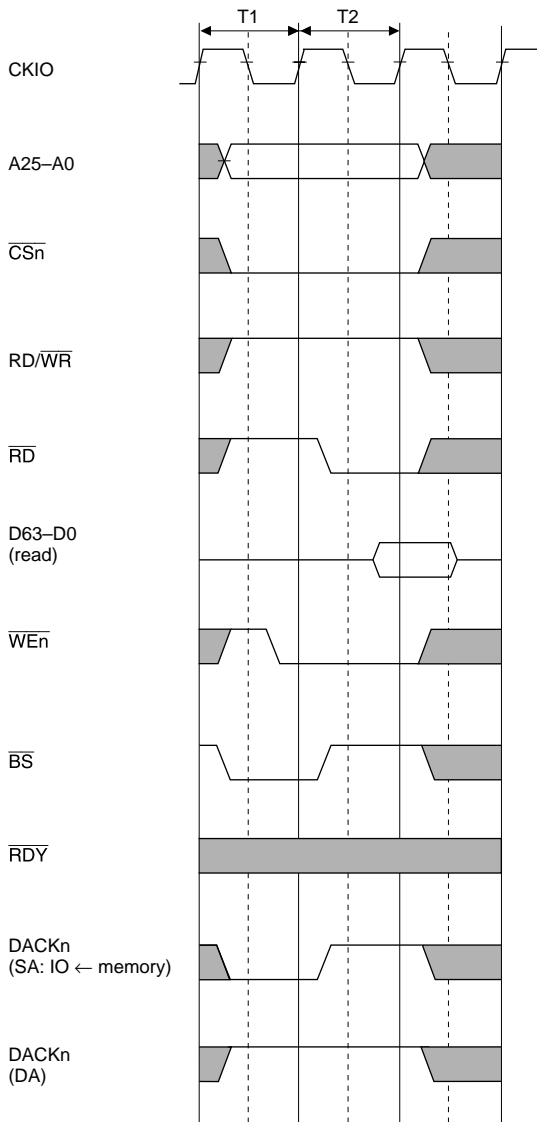 T1 T2
CKIO
A25–A0
CSn
RD/WR
RD
D63–D0
(read)
WEn
BS
RDY
DACKn
(SA: IO ← memory)
DACKn
(DA)